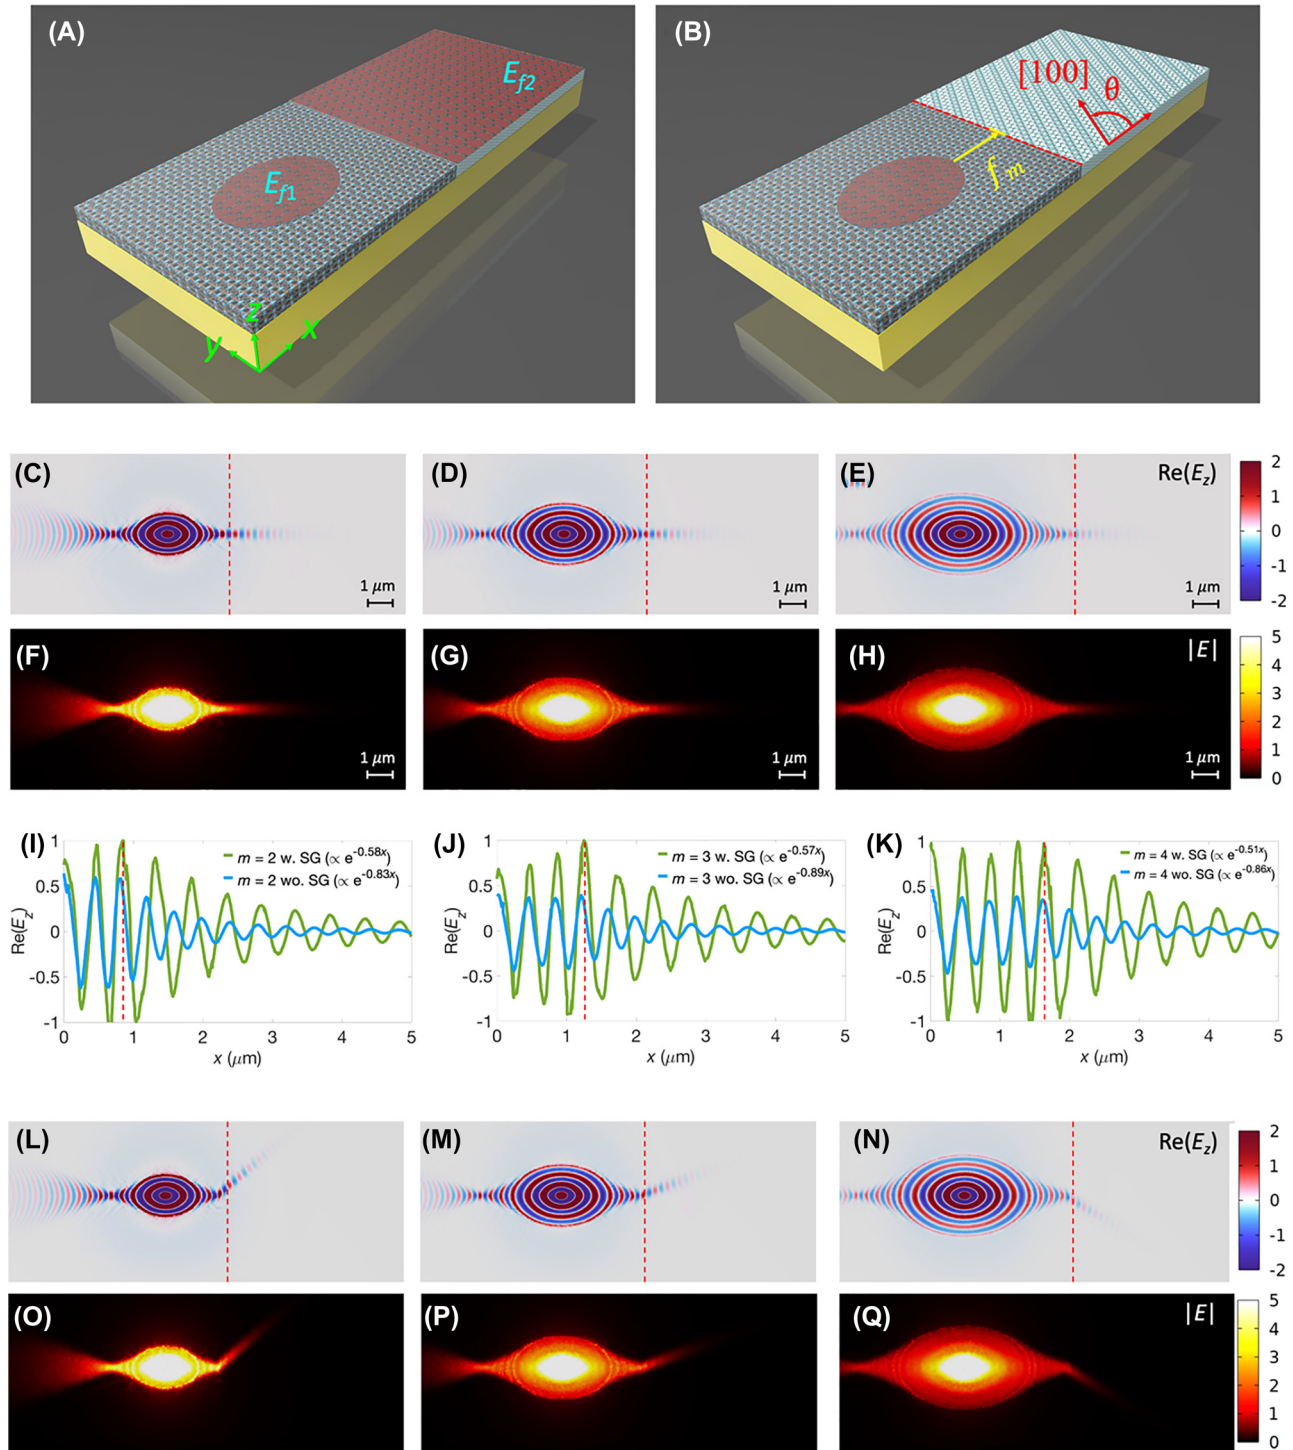 (A)
E_f2
E_f1
z
x
y
(B)
[100]
θ
f_m
(C)
1 μm
(D)
1 μm
(E)
Re(E_z)
1 μm
2
1
0
-1
-2
(F)
1 μm
(G)
1 μm
(H)
|E|
1 μm
5
4
3
2
1
0
(I)
m = 2 w. SG (∝ e^-0.58x)
m = 2 wo. SG (∝ e^-0.83x)
1
0.5
0
-0.5
-1
Re(E_z)
0 1 2 3 4 5
x (μm)
(J)
m = 3 w. SG (∝ e^-0.57x)
m = 3 wo. SG (∝ e^-0.89x)
1
0.5
0
-0.5
-1
Re(E_z)
0 1 2 3 4 5
x (μm)
(K)
m = 4 w. SG (∝ e^-0.51x)
m = 4 wo. SG (∝ e^-0.86x)
1
0.5
0
-0.5
-1
Re(E_z)
0 1 2 3 4 5
x (μm)
(L)
(M)
(N)
Re(E_z)
2
1
0
-1
-2
(O)
(P)
(Q)
|E|
5
4
3
2
1
0